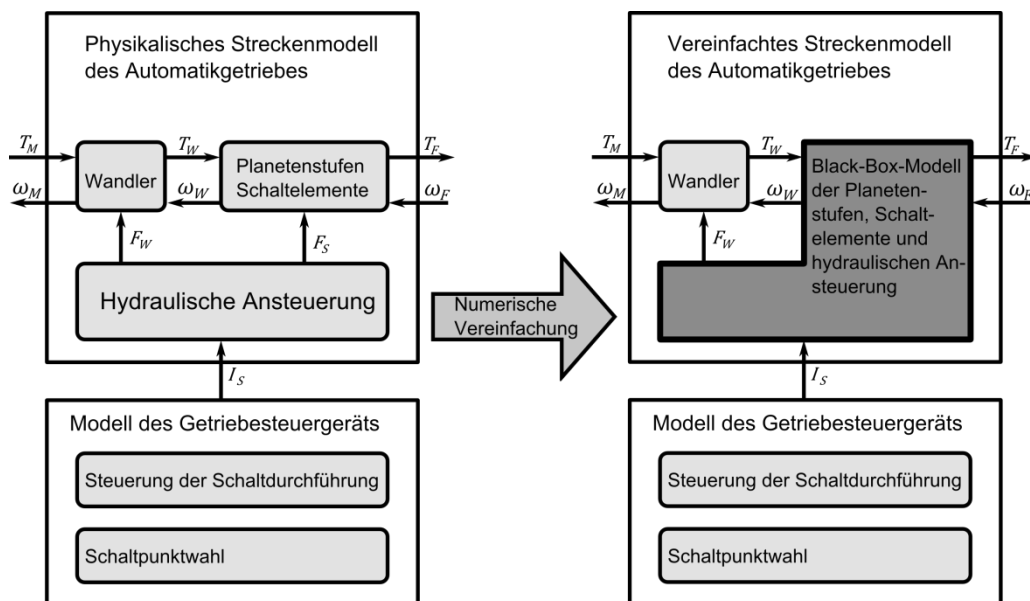 Physikalisches Streckenmodell
des Automatikgetriebes
T_M
T_W
T_F
Wandler
Planetenstufen
Schaltelemente
ω_M
ω_W
ω_F
F_W
F_S
Hydraulische Ansteuerung
I_S
Modell des Getriebesteuergeräts
Steuerung der Schaltdurchführung
Schaltpunktwahl
Numerische
Vereinfachung
Vereinfachtes Streckenmodell
des Automatikgetriebes
T_M
T_W
T_F
Wandler
Black-Box-Modell
der Planeten-
stufen, Schalt-
elemente und
hydraulischen An-
steuerung
ω_M
ω_W
ω_F
F_W
I_S
Modell des Getriebesteuergeräts
Steuerung der Schaltdurchführung
Schaltpunktwahl